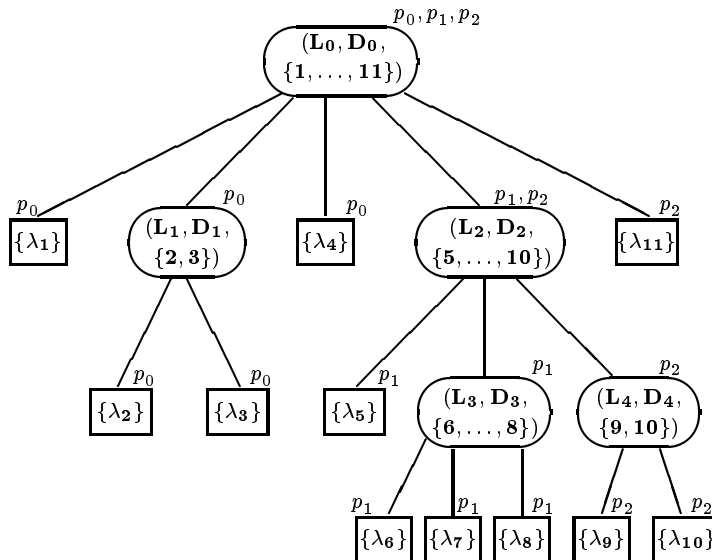 p₀, p₁, p₂
(L₀, D₀,
{1, . . . , 11})
p₀
p₀
p₀
p₁, p₂
p₂
{λ₁}
(L₁, D₁,
{2, 3})
{λ₄}
(L₂, D₂,
{5, . . . , 10})
{λ₁₁}
p₀
p₀
p₁
p₁
p₂
{λ₂}
{λ₃}
{λ₅}
(L₃, D₃,
{6, . . . , 8})
(L₄, D₄,
{9, 10})
p₁
p₁
p₁
p₂
p₂
{λ₆}
{λ₇}
{λ₈}
{λ₉}
{λ₁₀}